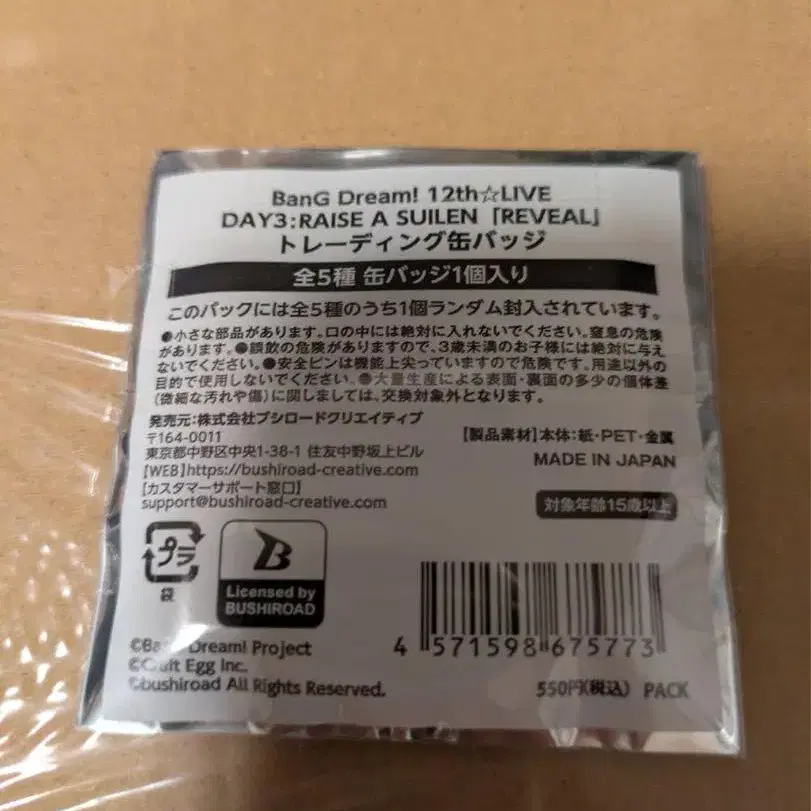 BanG Dream! 12th☆LIVE
DAY3:RAISE A SUILEN「REVEAL」
トレーディング缶バッジ
全5種 缶バッジ1個入り
このパックには全5種のうち1個ランダム封入されています。
●小さな部品があります。口の中には絶対に入れないでください。窒息の危険
があります。●誤飲の危険がありますので、3歳未満のお子様には絶対に与え
ないでください。●安全ピンは機能上尖っていますので危険です。用途以外の
目的で使用しないでください。●大量生産による表面・裏面の多少の個体差
(微細な汚れや傷)に関しましては、交換対象外となります。
発売元:株式会社ブシロードクリエイティブ
〒164-0011
東京都中野区中央1-38-1 住友中野坂上ビル
【WEB】https://bushiroad-creative.com
【カスタマーサポート窓口】
support@bushiroad-creative.com
【製品素材】本体:紙・PET・金属
MADE IN JAPAN
対象年齢15歳以上
プラ
袋
B
Licensed by
BUSHIROAD
4 571598 675773
©BanG Dream! Project
©Craft Egg Inc.
©bushiroad All Rights Reserved.
550円(税込) PACK